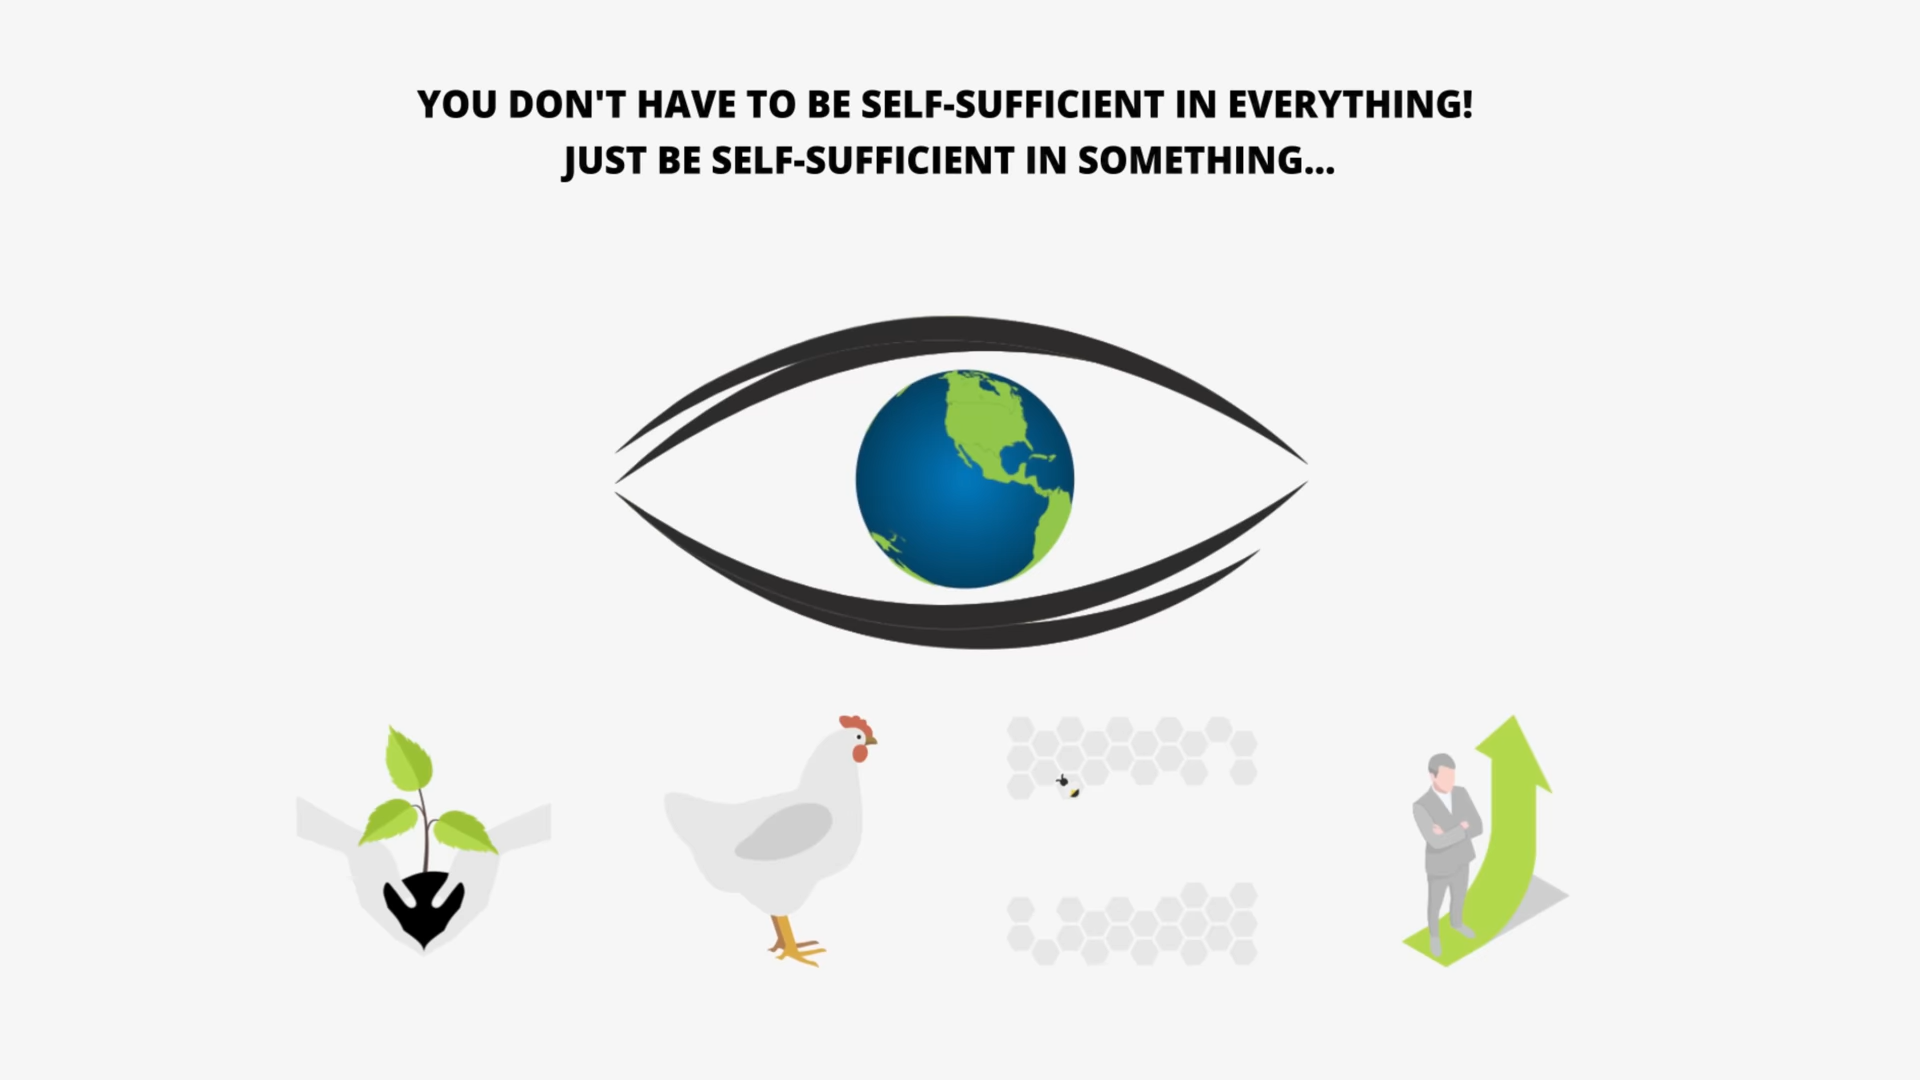 YOU DON'T HAVE TO BE SELF-SUFFICIENT IN EVERYTHING!
JUST BE SELF-SUFFICIENT IN SOMETHING...